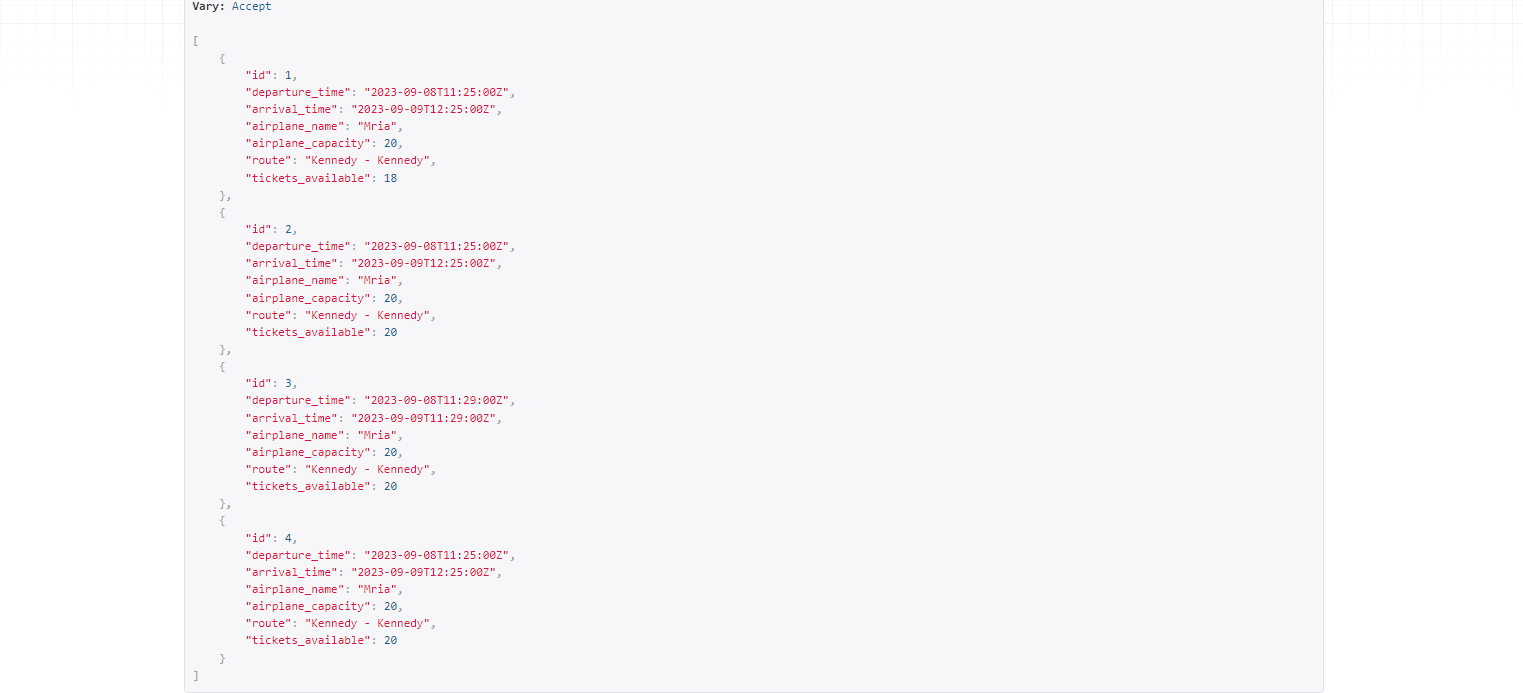 Vary: Accept
[
    {
        "id": 1,
        "departure_time": "2023-09-08T11:25:00Z",
        "arrival_time": "2023-09-09T12:25:00Z",
        "airplane_name": "Mria",
        "airplane_capacity": 20,
        "route": "Kennedy - Kennedy",
        "tickets_available": 18
    },
    {
        "id": 2,
        "departure_time": "2023-09-08T11:25:00Z",
        "arrival_time": "2023-09-09T12:25:00Z",
        "airplane_name": "Mria",
        "airplane_capacity": 20,
        "route": "Kennedy - Kennedy",
        "tickets_available": 20
    },
    {
        "id": 3,
        "departure_time": "2023-09-08T11:29:00Z",
        "arrival_time": "2023-09-09T11:29:00Z",
        "airplane_name": "Mria",
        "airplane_capacity": 20,
        "route": "Kennedy - Kennedy",
        "tickets_available": 20
    },
    {
        "id": 4,
        "departure_time": "2023-09-08T11:25:00Z",
        "arrival_time": "2023-09-09T12:25:00Z",
        "airplane_name": "Mria",
        "airplane_capacity": 20,
        "route": "Kennedy - Kennedy",
        "tickets_available": 20
    }
]